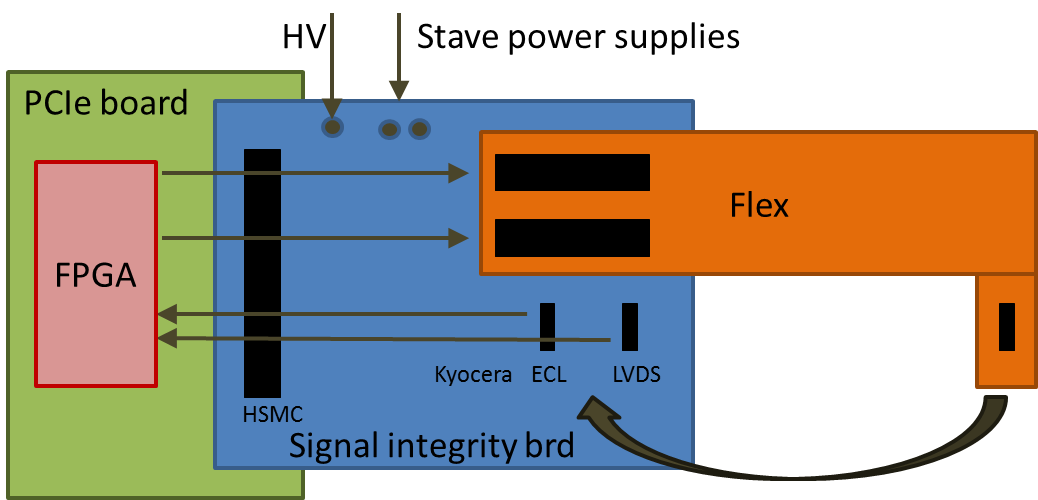 HV
Stave power supplies
PCIe board
Flex
FPGA
Kyocera ECL LVDS
HSMC
Signal integrity brd